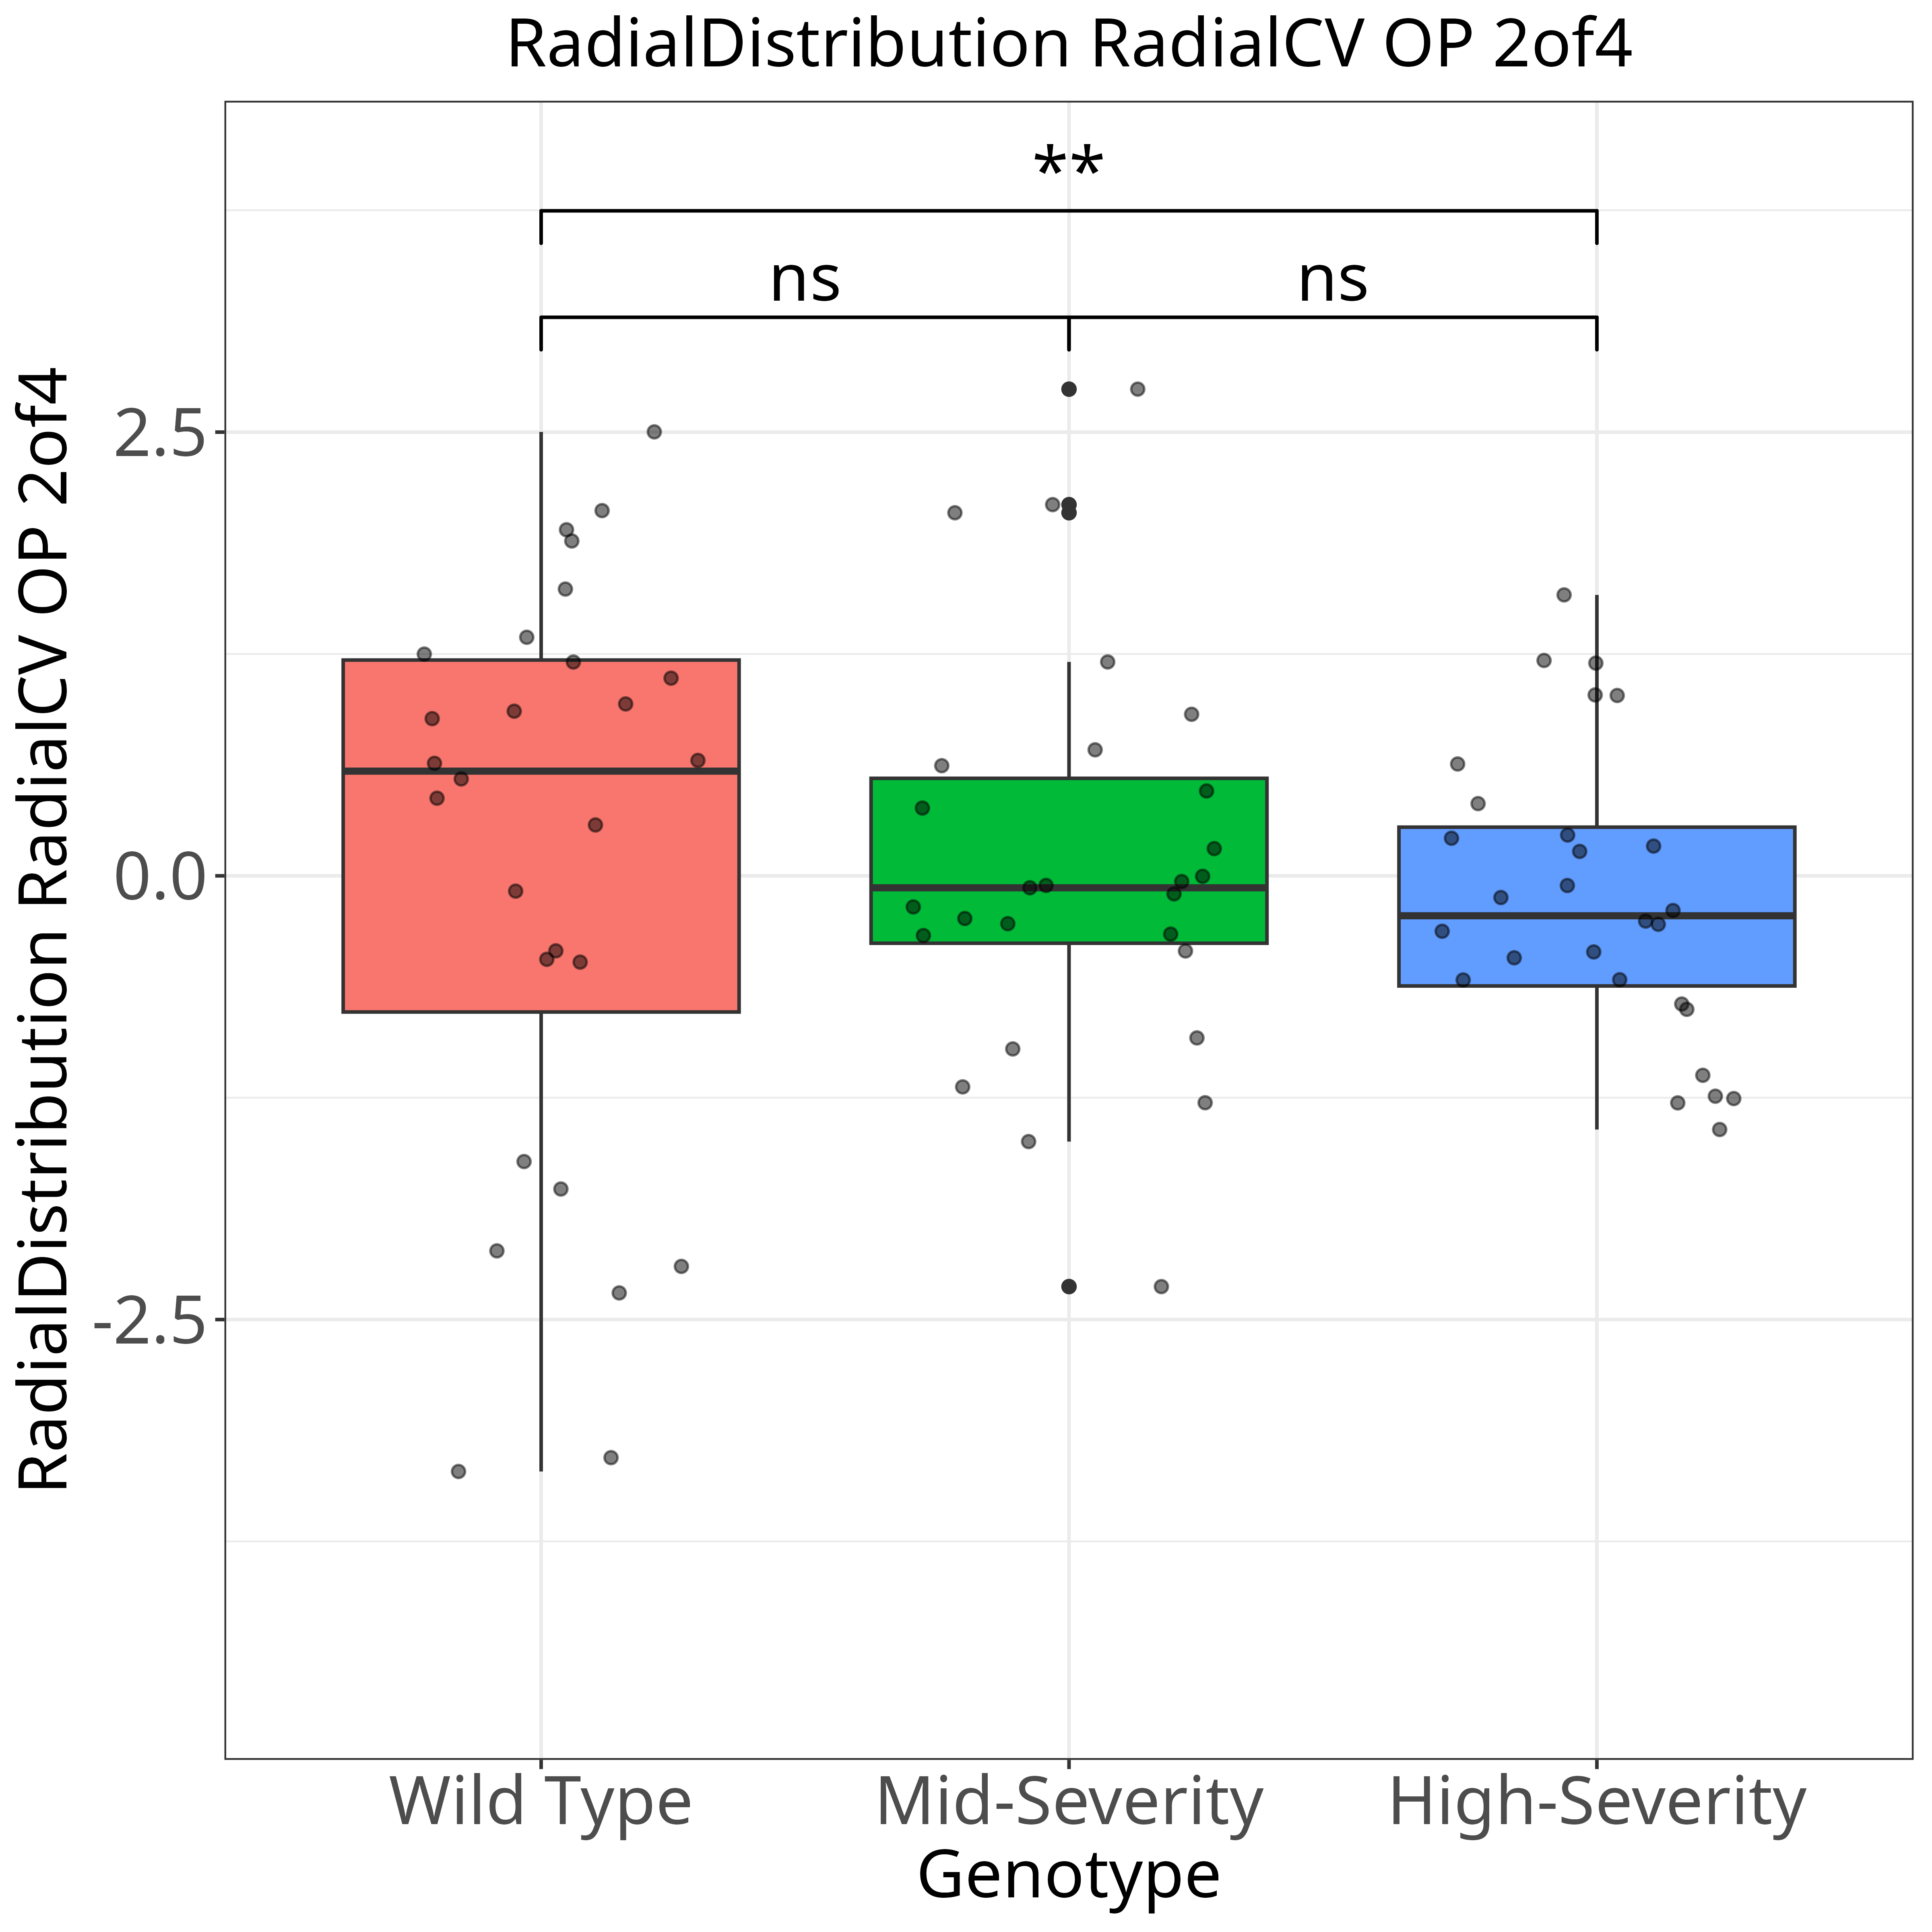 RadialDistribution RadialCV OP 2of4
**
ns ns
RadialDistribution RadialCV OP 2of4
2.5
0.0
-2.5
Wild Type Mid-Severity High-Severity
Genotype